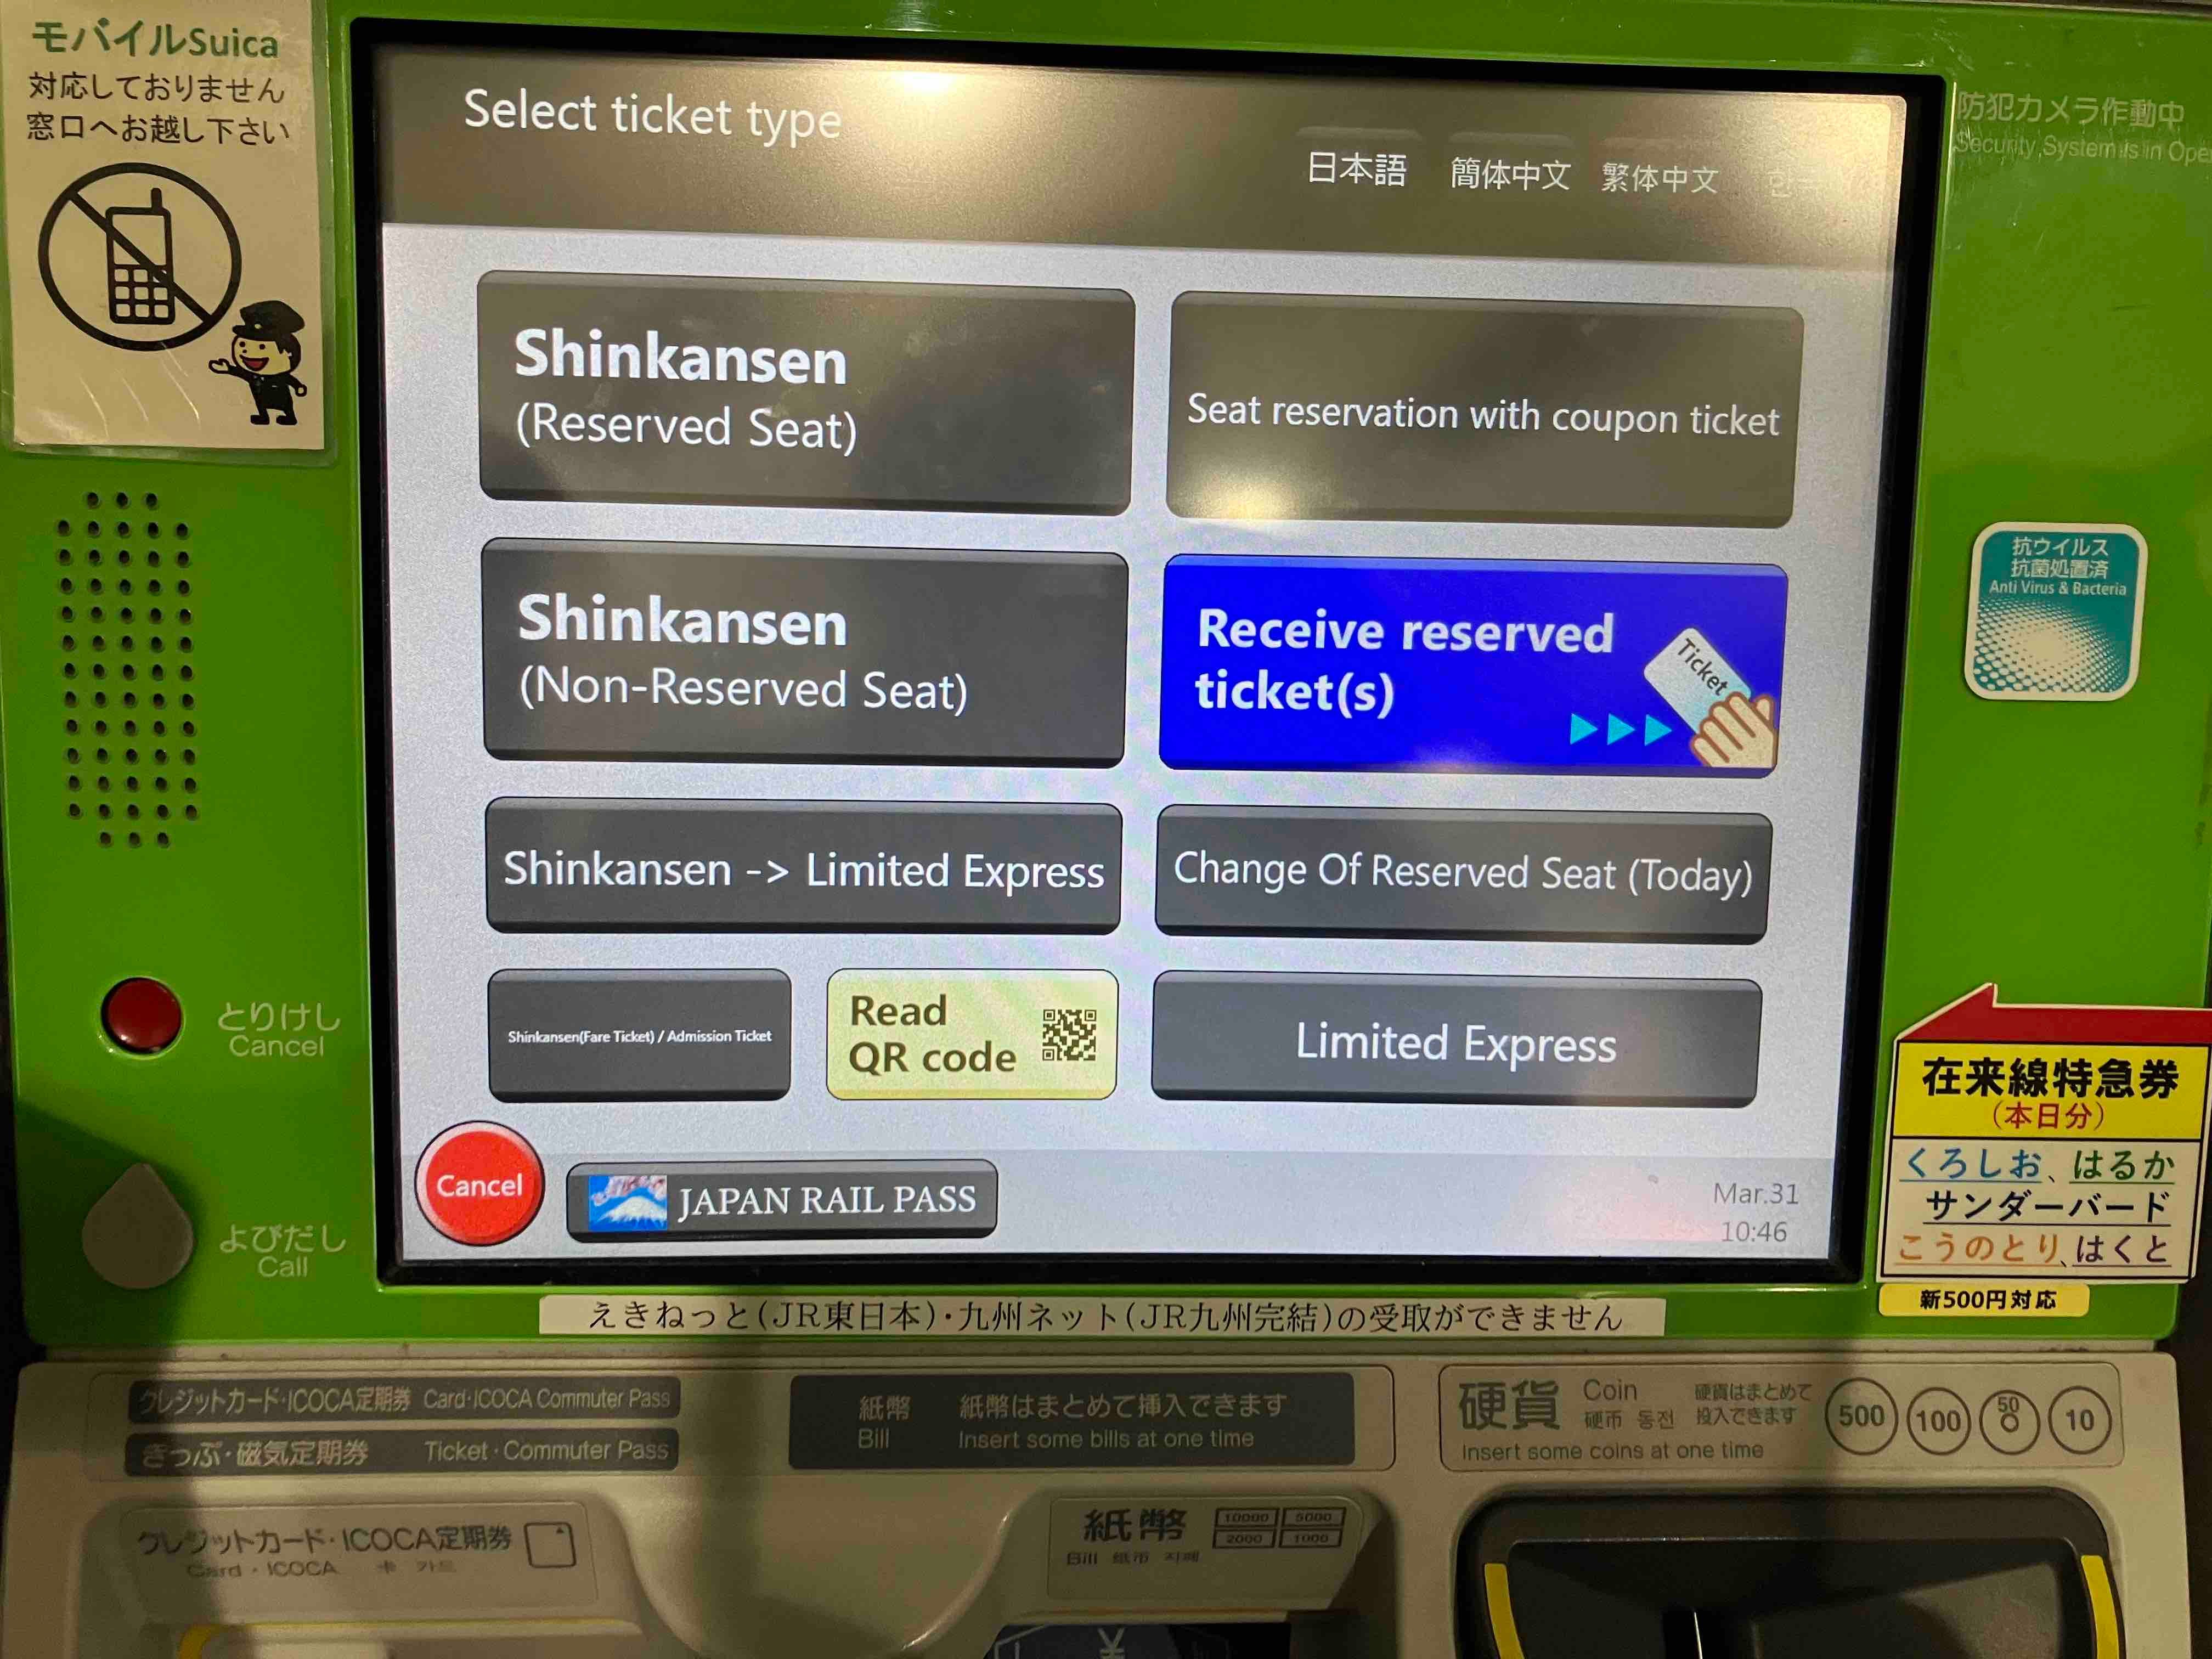 モバイルSuica
対応しておりません
窓口へお越し下さい
Select ticket type
日本語
簡体中文
繁体中文
防犯カメラ作動中
Security System is in Ope
Shinkansen
(Reserved Seat)
Seat reservation with coupon ticket
Shinkansen
(Non-Reserved Seat)
Receive reserved
ticket(s)
Ticket
抗ウイルス
抗菌処置済
Anti Virus & Bacteria
Shinkansen -> Limited Express
Change Of Reserved Seat (Today)
Shinkansen(Fare Ticket) / Admission Ticket
Read
QR code
Limited Express
とりけし
Cancel
よびだし
Call
Cancel
JAPAN RAIL PASS
Mar.31
10:46
在来線特急券
(本日分)
くろしお、はるか
サンダーバード
こうのとり、はくと
新500円対応
えきねっと(JR東日本)・九州ネット(JR九州完結)の受取ができません
クレジットカード・ICOCA定期券 Card・ICOCA Commuter Pass
きっぷ・磁気定期券 Ticket・Commuter Pass
紙幣 紙幣はまとめて挿入できます
Bill Insert some bills at one time
硬貨 Coin 硬币 동전
硬貨はまとめて
投入できます
Insert some coins at one time
500 100 50 10
クレジットカード・ICOCA定期券
Card・ICOCA 卡 카드
紙幣
Bill 纸币 지폐
10000 5000
2000 1000
¥